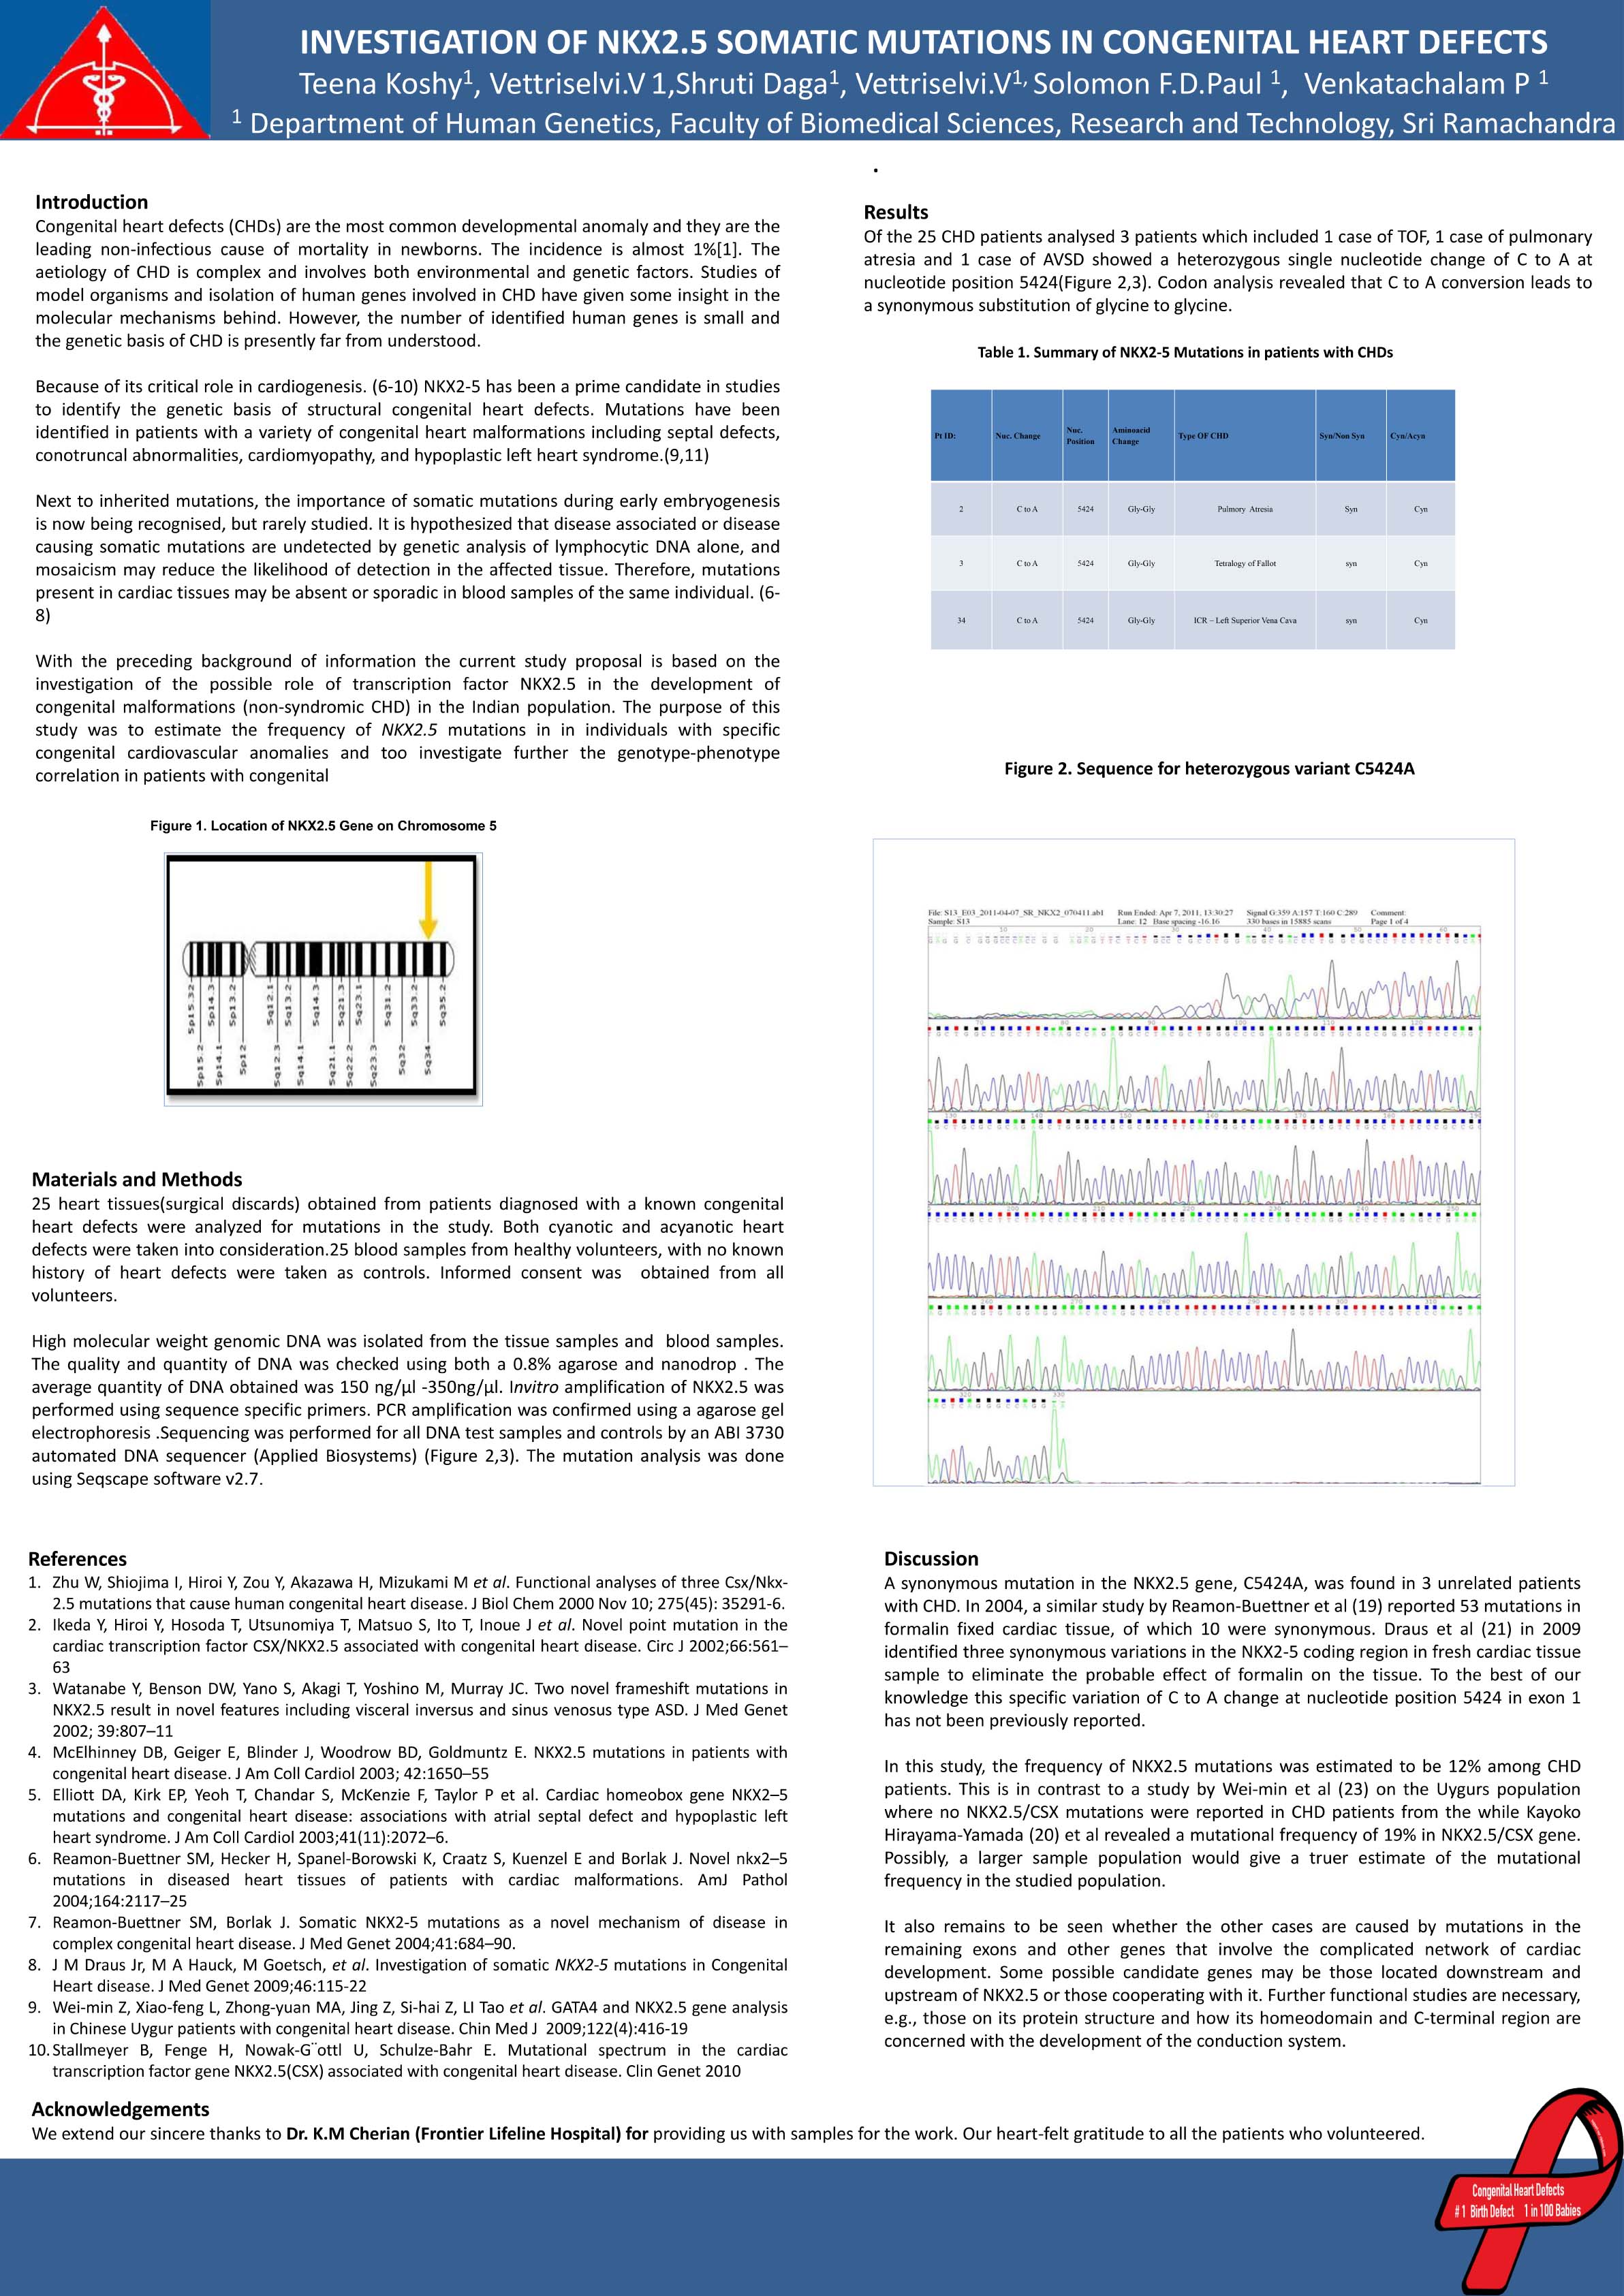 INVESTIGATION OF NKX2.5 SOMATIC MUTATIONS IN CONGENITAL HEART DEFECTS
Teena Koshy1, Vettriselvi.V 1,Shruti Daga1, Vettriselvi.V1, Solomon F.D.Paul 1, Venkatachalam P 1
1 Department of Human Genetics, Faculty of Biomedical Sciences, Research and Technology, Sri Ramachandra
Introduction
Congenital heart defects (CHDs) are the most common developmental anomaly and they are the
leading non-infectious cause of mortality in newborns. The incidence is almost 1%[1]. The
aetiology of CHD is complex and involves both environmental and genetic factors. Studies of
model organisms and isolation of human genes involved in CHD have given some insight in the
molecular mechanisms behind. However, the number of identified human genes is small and
the genetic basis of CHD is presently far from understood.
Because of its critical role in cardiogenesis. (6-10) NKX2-5 has been a prime candidate in studies
to identify the genetic basis of structural congenital heart defects. Mutations have been
identified in patients with a variety of congenital heart malformations including septal defects,
conotruncal abnormalities, cardiomyopathy, and hypoplastic left heart syndrome.(9,11)
Next to inherited mutations, the importance of somatic mutations during early embryogenesis
is now being recognised, but rarely studied. It is hypothesized that disease associated or disease
causing somatic mutations are undetected by genetic analysis of lymphocytic DNA alone, and
mosaicism may reduce the likelihood of detection in the affected tissue. Therefore, mutations
present in cardiac tissues may be absent or sporadic in blood samples of the same individual. (6-
8)
With the preceding background of information the current study proposal is based on the
investigation of the possible role of transcription factor NKX2.5 in the development of
congenital malformations (non-syndromic CHD) in the Indian population. The purpose of this
study was to estimate the frequency of NKX2.5 mutations in in individuals with specific
congenital cardiovascular anomalies and too investigate further the genotype-phenotype
correlation in patients with congenital
Figure 1. Location of NKX2.5 Gene on Chromosome 5
5p15.32
5p15.2
5p14.3
5p14.1
5p13.2
5p12
5q12.1
5q12.3
5q13.2
5q14.1
5q14.3
5q21.1
5q21.3
5q22.2
5q23.1
5q23.3
5q31.2
5q32
5q33.2
5q34
5q35.2
Materials and Methods
25 heart tissues(surgical discards) obtained from patients diagnosed with a known congenital
heart defects were analyzed for mutations in the study. Both cyanotic and acyanotic heart
defects were taken into consideration.25 blood samples from healthy volunteers, with no known
history of heart defects were taken as controls. Informed consent was obtained from all
volunteers.
High molecular weight genomic DNA was isolated from the tissue samples and blood samples.
The quality and quantity of DNA was checked using both a 0.8% agarose and nanodrop . The
average quantity of DNA obtained was 150 ng/µl -350ng/µl. Invitro amplification of NKX2.5 was
performed using sequence specific primers. PCR amplification was confirmed using a agarose gel
electrophoresis .Sequencing was performed for all DNA test samples and controls by an ABI 3730
automated DNA sequencer (Applied Biosystems) (Figure 2,3). The mutation analysis was done
using Seqscape software v2.7.
References
1. Zhu W, Shiojima I, Hiroi Y, Zou Y, Akazawa H, Mizukami M et al. Functional analyses of three Csx/Nkx-
2.5 mutations that cause human congenital heart disease. J Biol Chem 2000 Nov 10; 275(45): 35291-6.
2. Ikeda Y, Hiroi Y, Hosoda T, Utsunomiya T, Matsuo S, Ito T, Inoue J et al. Novel point mutation in the
cardiac transcription factor CSX/NKX2.5 associated with congenital heart disease. Circ J 2002;66:561–
63
3. Watanabe Y, Benson DW, Yano S, Akagi T, Yoshino M, Murray JC. Two novel frameshift mutations in
NKX2.5 result in novel features including visceral inversus and sinus venosus type ASD. J Med Genet
2002; 39:807–11
4. McElhinney DB, Geiger E, Blinder J, Woodrow BD, Goldmuntz E. NKX2.5 mutations in patients with
congenital heart disease. J Am Coll Cardiol 2003; 42:1650–55
5. Elliott DA, Kirk EP, Yeoh T, Chandar S, McKenzie F, Taylor P et al. Cardiac homeobox gene NKX2–5
mutations and congenital heart disease: associations with atrial septal defect and hypoplastic left
heart syndrome. J Am Coll Cardiol 2003;41(11):2072–6.
6. Reamon-Buettner SM, Hecker H, Spanel-Borowski K, Craatz S, Kuenzel E and Borlak J. Novel nkx2–5
mutations in diseased heart tissues of patients with cardiac malformations. AmJ Pathol
2004;164:2117–25
7. Reamon-Buettner SM, Borlak J. Somatic NKX2-5 mutations as a novel mechanism of disease in
complex congenital heart disease. J Med Genet 2004;41:684–90.
8. J M Draus Jr, M A Hauck, M Goetsch, et al. Investigation of somatic NKX2-5 mutations in Congenital
Heart disease. J Med Genet 2009;46:115-22
9. Wei-min Z, Xiao-feng L, Zhong-yuan MA, Jing Z, Si-hai Z, LI Tao et al. GATA4 and NKX2.5 gene analysis
in Chinese Uygur patients with congenital heart disease. Chin Med J 2009;122(4):416-19
10. Stallmeyer B, Fenge H, Nowak-G¨ottl U, Schulze-Bahr E. Mutational spectrum in the cardiac
transcription factor gene NKX2.5(CSX) associated with congenital heart disease. Clin Genet 2010
.
Results
Of the 25 CHD patients analysed 3 patients which included 1 case of TOF, 1 case of pulmonary
atresia and 1 case of AVSD showed a heterozygous single nucleotide change of C to A at
nucleotide position 5424(Figure 2,3). Codon analysis revealed that C to A conversion leads to
a synonymous substitution of glycine to glycine.
Table 1. Summary of NKX2-5 Mutations in patients with CHDs
Pt ID: Nuc. Change Nuc. Position Aminoacid Change Type OF CHD Syn/Non Syn Cyn/Acyn
2 C to A 5424 Gly-Gly Pulmory Atresia Syn Cyn
3 C to A 5424 Gly-Gly Tetralogy of Fallot syn Cyn
34 C to A 5424 Gly-Gly ICR – Left Superior Vena Cava syn Cyn
Figure 2. Sequence for heterozygous variant C5424A
File: S13_E03_2011-04-07_SR_NKX2_070411.ab1 Run Ended: Apr 7, 2011, 13:30:27 Signal G:359 A:157 T:160 C:289 Comment:
Sample: S13 Lane: 12 Base spacing -16.16 330 bases in 15885 scans Page 1 of 4
Discussion
A synonymous mutation in the NKX2.5 gene, C5424A, was found in 3 unrelated patients
with CHD. In 2004, a similar study by Reamon-Buettner et al (19) reported 53 mutations in
formalin fixed cardiac tissue, of which 10 were synonymous. Draus et al (21) in 2009
identified three synonymous variations in the NKX2-5 coding region in fresh cardiac tissue
sample to eliminate the probable effect of formalin on the tissue. To the best of our
knowledge this specific variation of C to A change at nucleotide position 5424 in exon 1
has not been previously reported.
In this study, the frequency of NKX2.5 mutations was estimated to be 12% among CHD
patients. This is in contrast to a study by Wei-min et al (23) on the Uygurs population
where no NKX2.5/CSX mutations were reported in CHD patients from the while Kayoko
Hirayama-Yamada (20) et al revealed a mutational frequency of 19% in NKX2.5/CSX gene.
Possibly, a larger sample population would give a truer estimate of the mutational
frequency in the studied population.
It also remains to be seen whether the other cases are caused by mutations in the
remaining exons and other genes that involve the complicated network of cardiac
development. Some possible candidate genes may be those located downstream and
upstream of NKX2.5 or those cooperating with it. Further functional studies are necessary,
e.g., those on its protein structure and how its homeodomain and C-terminal region are
concerned with the development of the conduction system.
Acknowledgements
We extend our sincere thanks to Dr. K.M Cherian (Frontier Lifeline Hospital) for providing us with samples for the work. Our heart-felt gratitude to all the patients who volunteered.
Congenital Heart Defects
# 1 Birth Defect 1 in 100 Babies